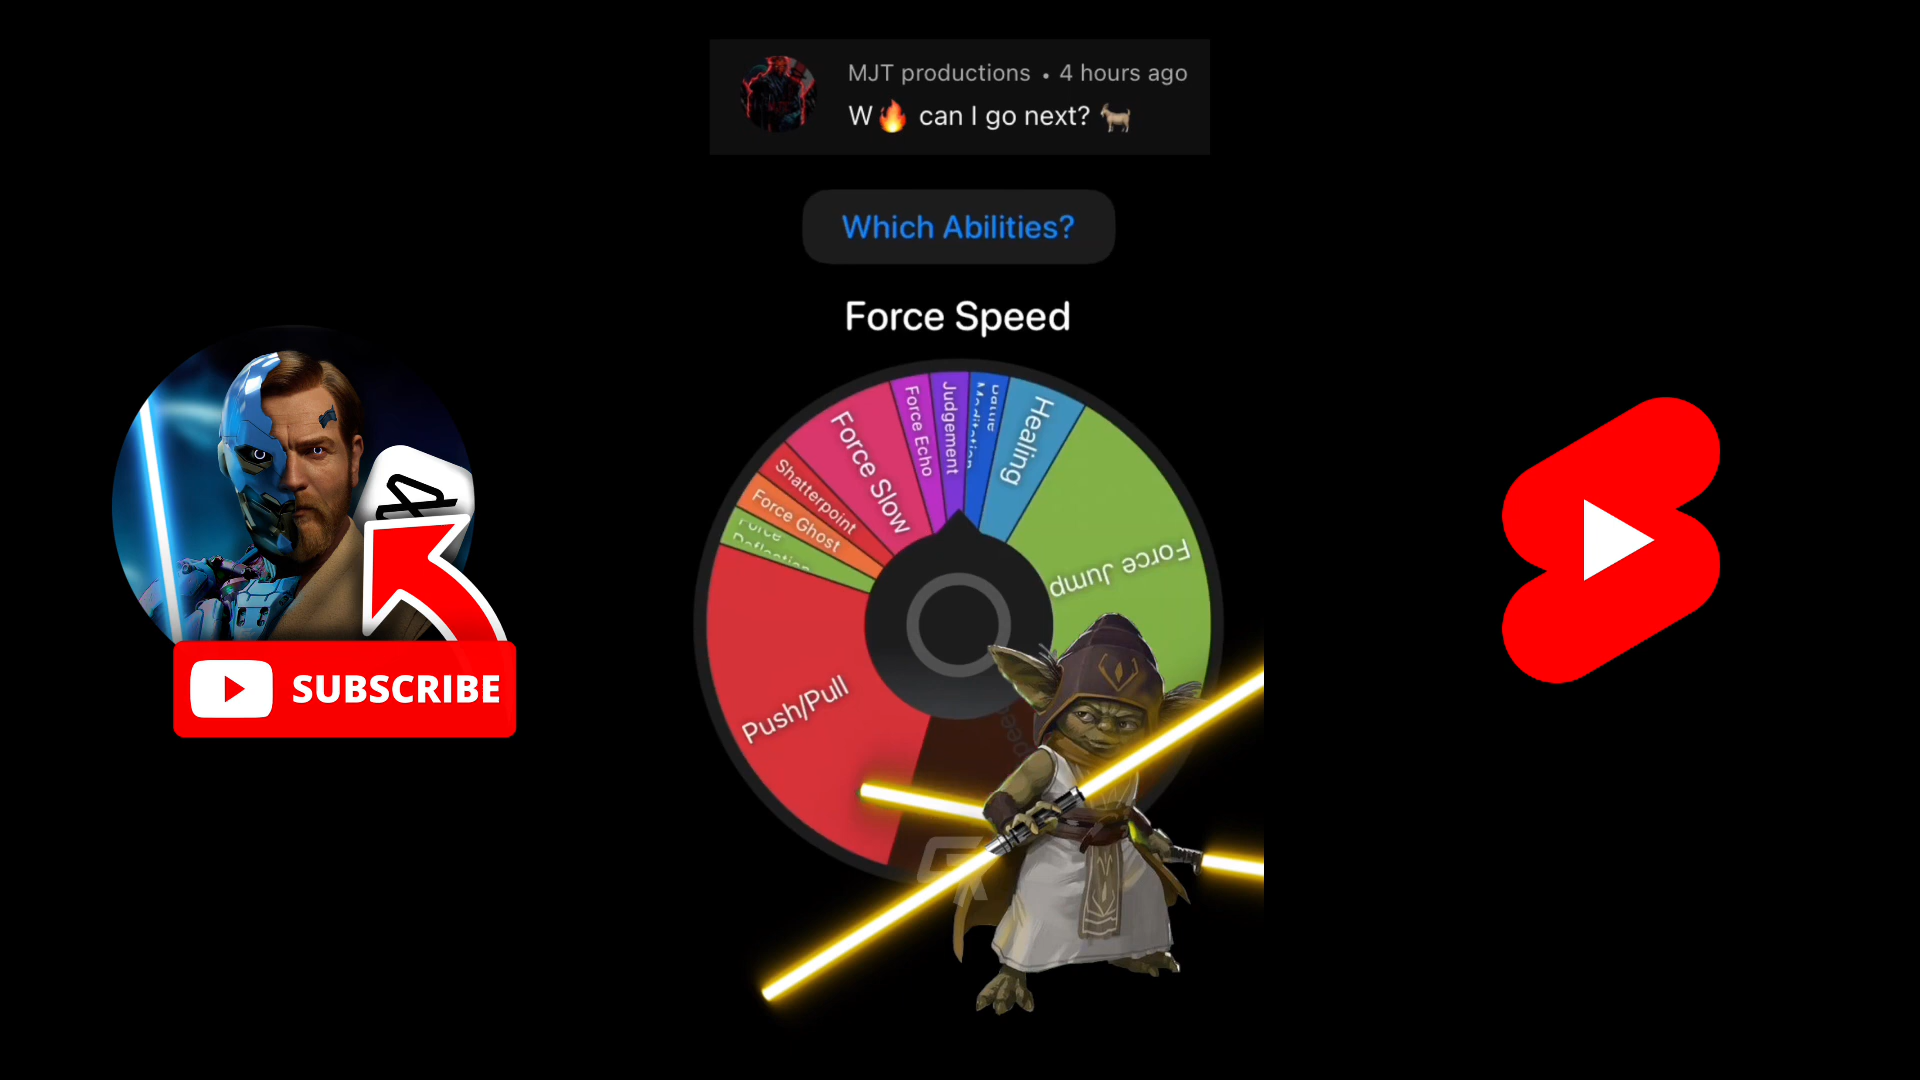 MJT productions • 4 hours ago
W🔥 can I go next? 🐐
Which Abilities?
Force Speed
Healing
Judgement
Force Echo
Force Slow
Shatterpoint
Force Ghost
Force Jump
Push/Pull
SUBSCRIBE